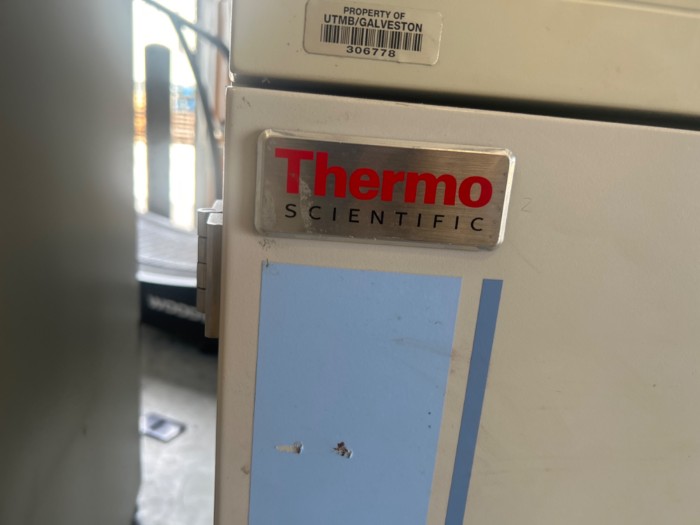 PROPERTY OF
UTMB/GALVESTON
306778
Thermo
SCIENTIFIC